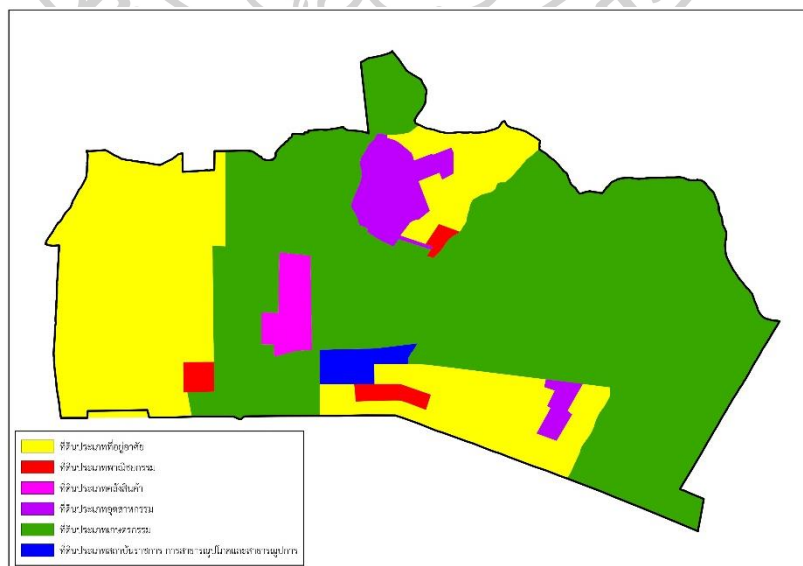 ที่ดินประเภทที่อยู่อาศัย
ที่ดินประเภทพาณิชยกรรม
ที่ดินประเภทคลังสินค้า
ที่ดินประเภทอุตสาหกรรม
ที่ดินประเภทเกษตรกรรม
ที่ดินประเภทสถาบันราชการ การสาธารณูปโภคและสาธารณูปการ